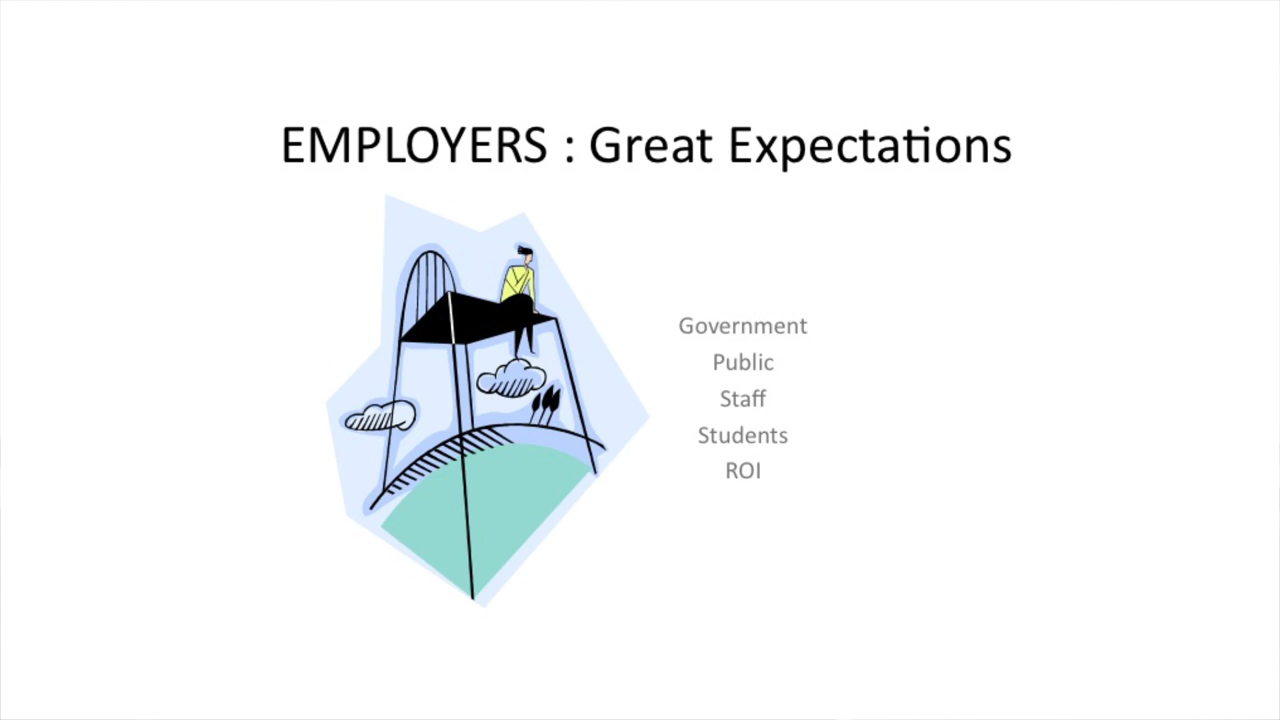 EMPLOYERS : Great Expectations
Government
Public
Staff
Students
ROI